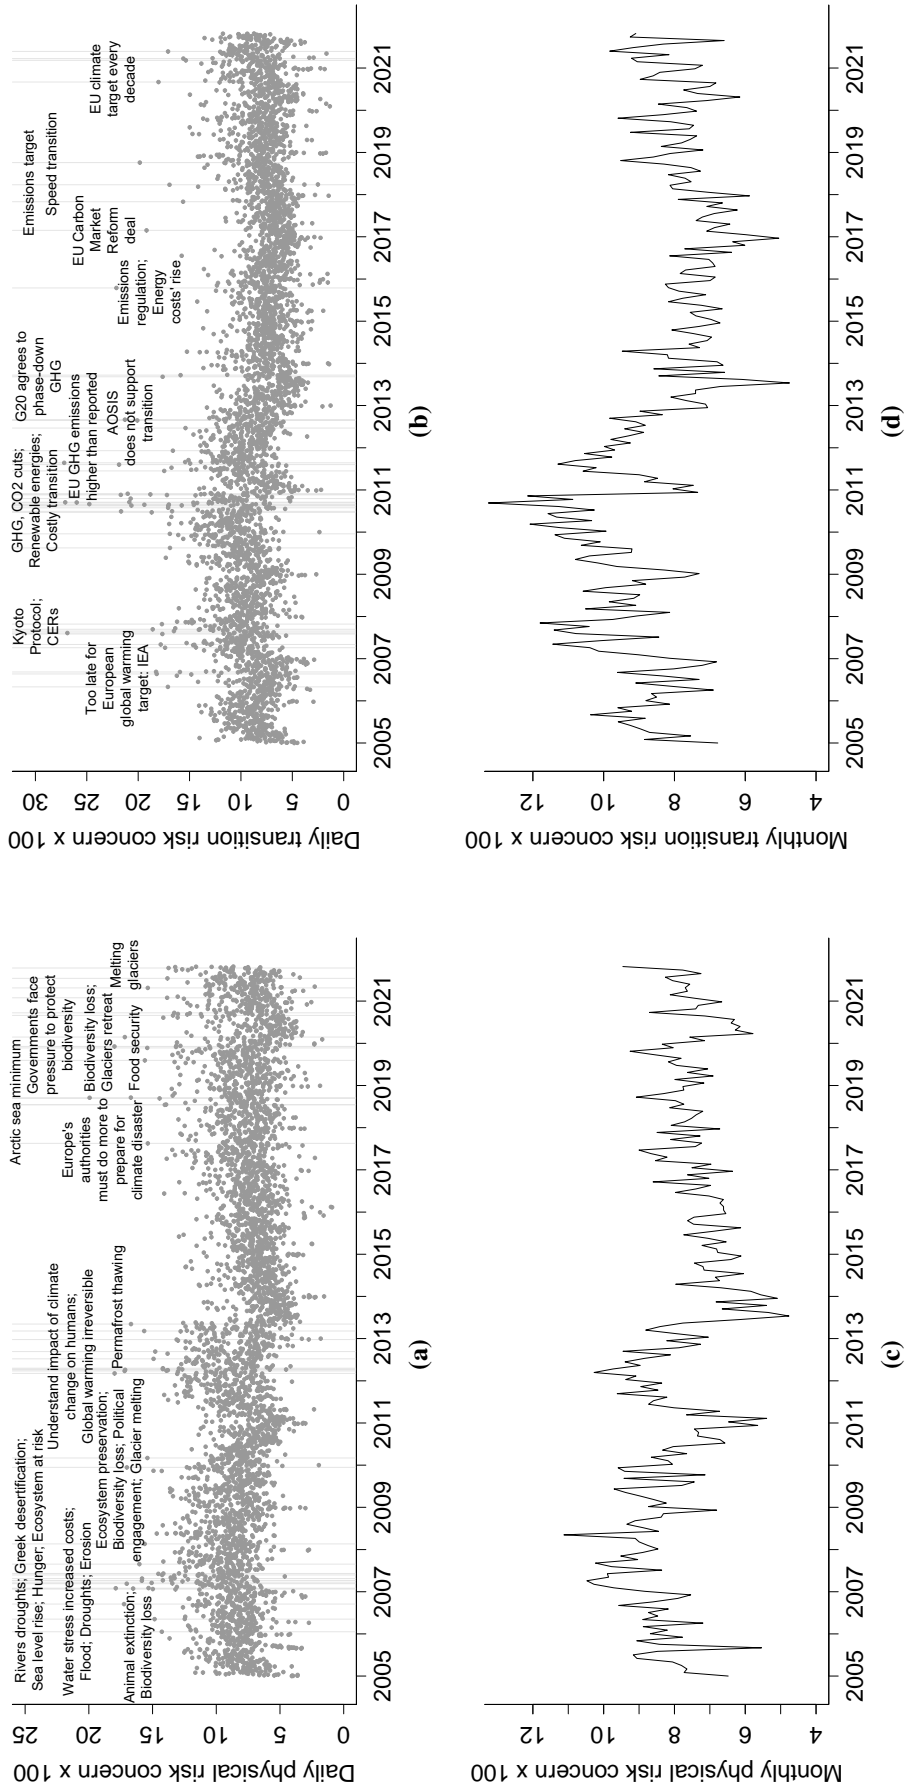 Daily physical risk concern x 100
25
20
15
10
5
0
Rivers droughts; Greek desertification;
Sea level rise; Hunger; Ecosystem at risk
Water stress increased costs;
Flood; Droughts; Erosion
Animal extinction;
Biodiversity loss
Understand impact of climate
change on humans;
Global warming irreversible
Ecosystem preservation;
Biodiversity loss; Political
engagement; Glacier melting
Permafrost thawing
Arctic sea minimum
Europe's
authorities
must do more to
prepare for
climate disaster
Governments face
pressure to protect
biodiversity
Biodiversity loss;
Glaciers retreat
Food security
Melting
glaciers
2005 2007 2009 2011 2013 2015 2017 2019 2021
(a)
Daily transition risk concern x 100
30
25
20
15
10
5
0
Too late for
European
global warming
target: IEA
Kyoto
Protocol;
CERs
GHG, CO2 cuts;
Renewable energies;
Costly transition
EU GHG emissions
higher than reported
AOSIS
does not support
transition
G20 agrees to
phase-down
GHG
Emissions
regulation;
Energy
costs' rise
EU Carbon
Market
Reform
deal
Emissions target
Speed transition
EU climate
target every
decade
2005 2007 2009 2011 2013 2015 2017 2019 2021
(b)
Monthly physical risk concern x 100
12
10
8
6
4
2005 2007 2009 2011 2013 2015 2017 2019 2021
(c)
Monthly transition risk concern x 100
12
10
8
6
4
2005 2007 2009 2011 2013 2015 2017 2019 2021
(d)